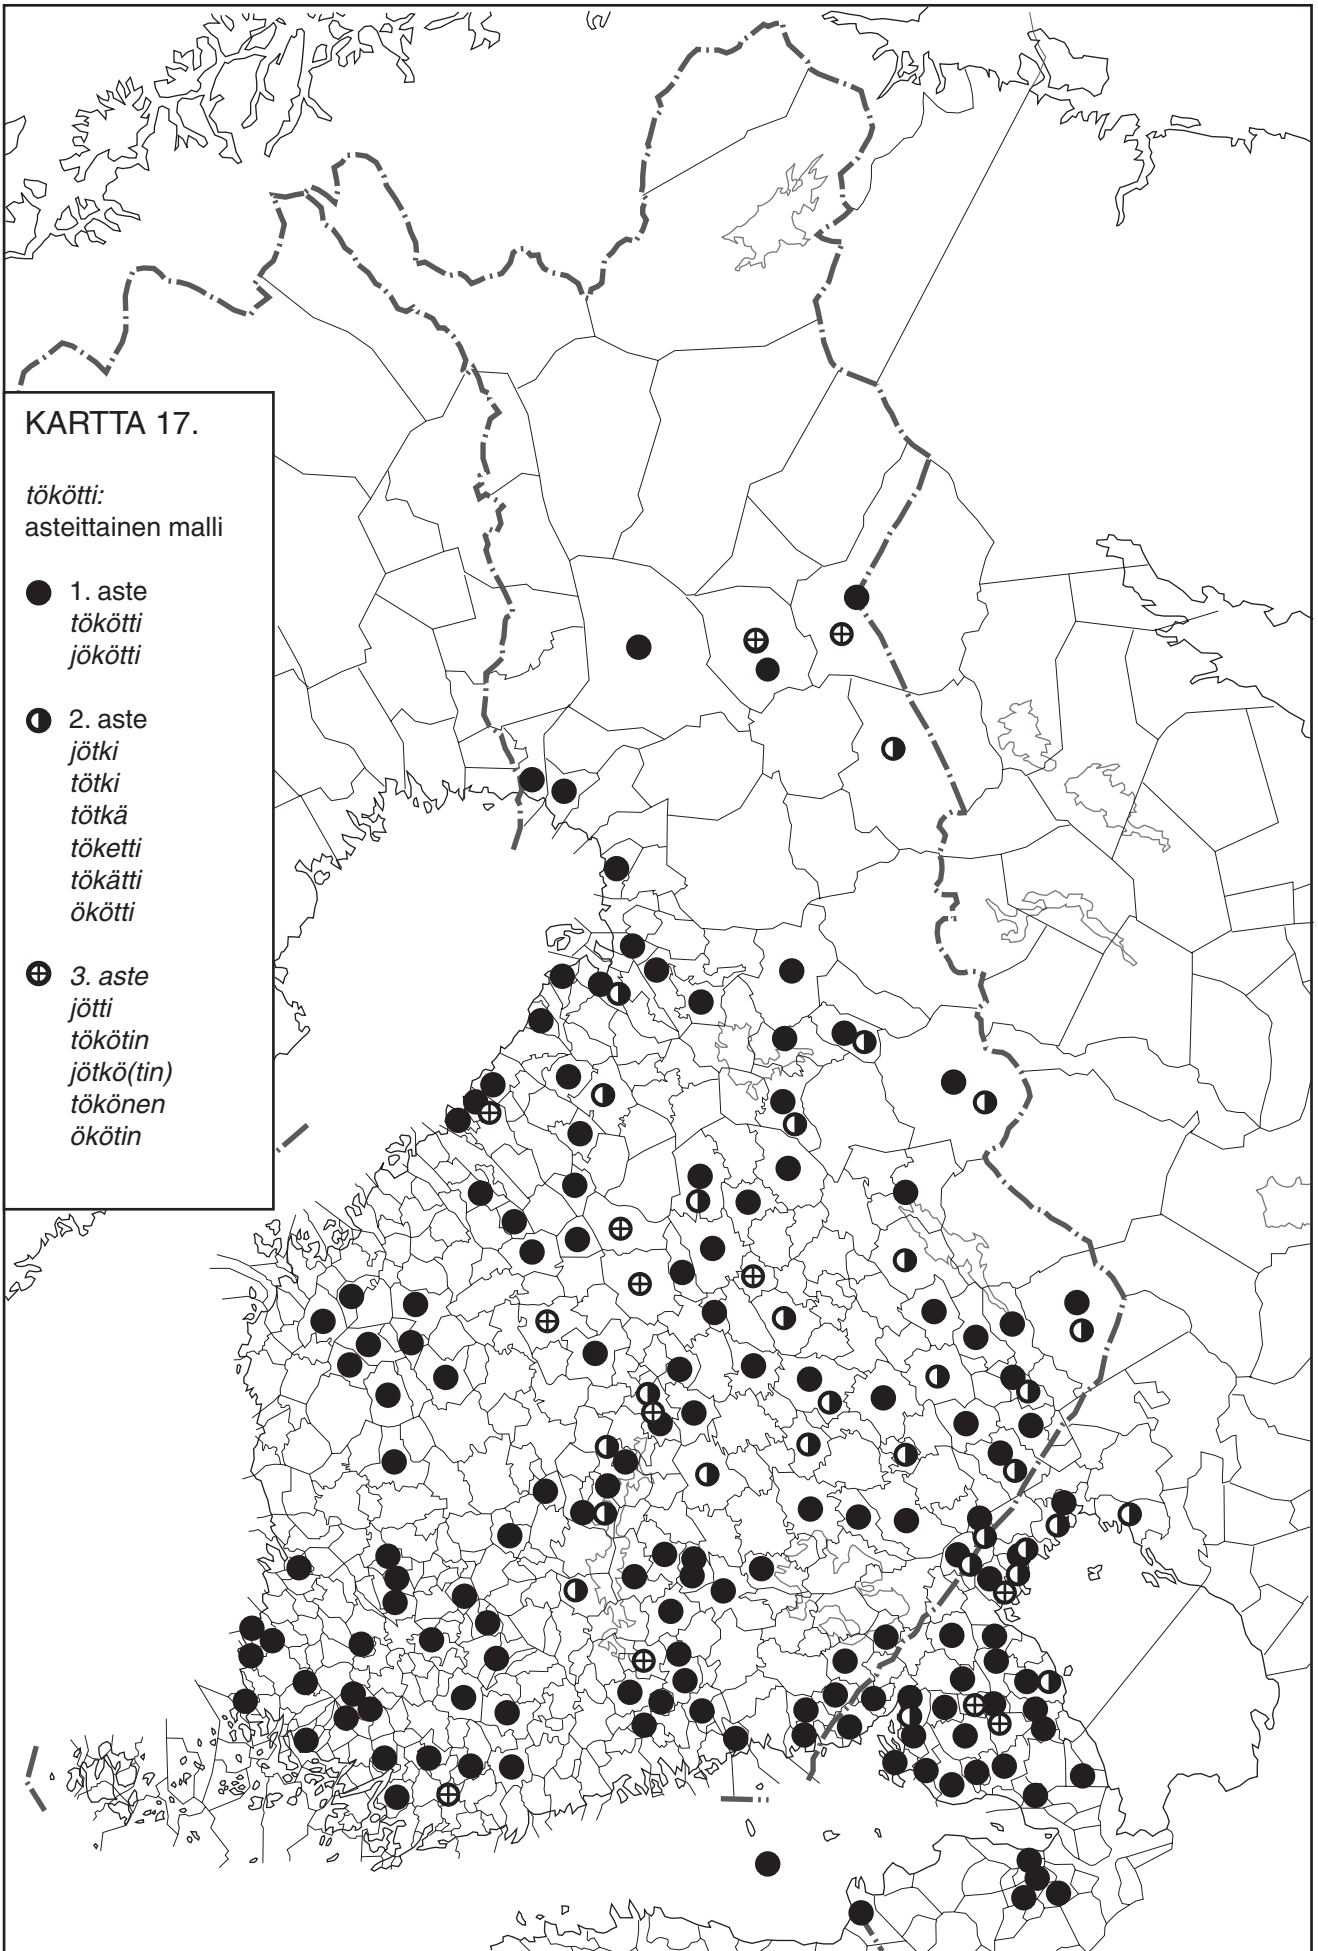 KARTTA 17.
tökötti:
asteittainen malli
1. aste
tökötti
jökötti
2. aste
jötki
tötki
tötkä
töketti
tökätti
ökötti
3. aste
jötti
tökötin
jötkö(tin)
tökönen
ökötin